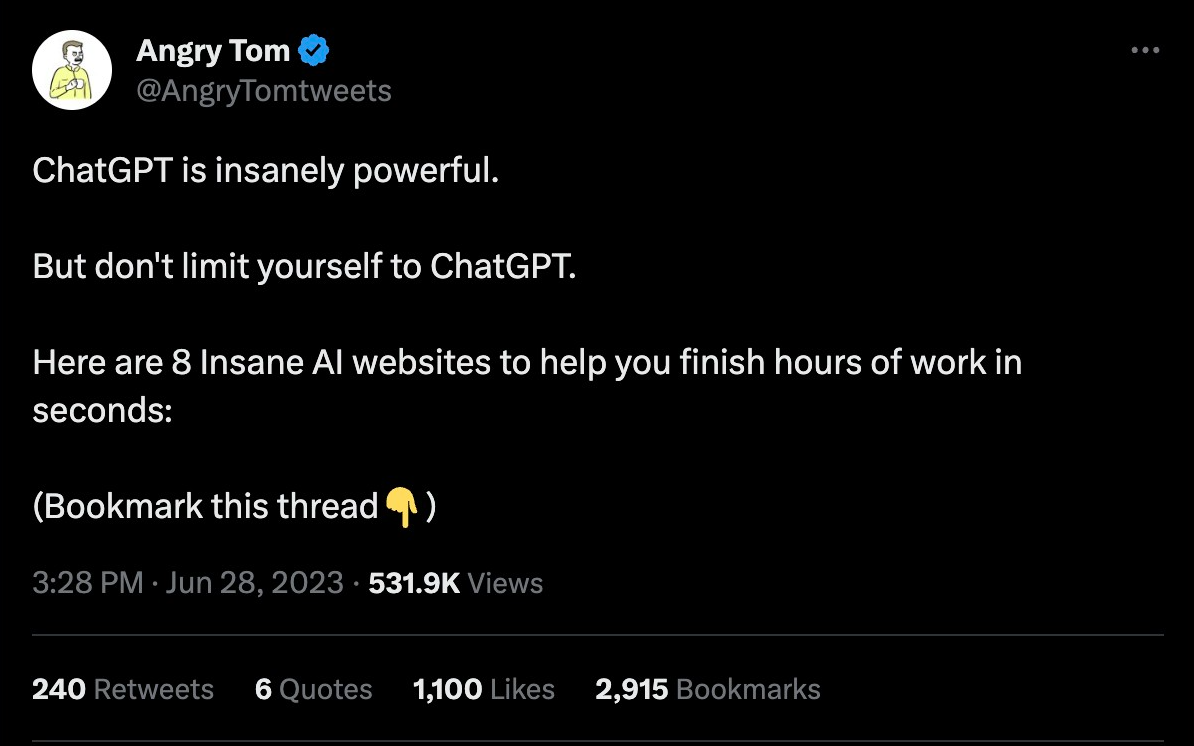 Angry Tom
@AngryTomtweets
ChatGPT is insanely powerful.
But don't limit yourself to ChatGPT.
Here are 8 Insane AI websites to help you finish hours of work in
seconds:
(Bookmark this thread👇)
3:28 PM · Jun 28, 2023 · 531.9K Views
240 Retweets 6 Quotes 1,100 Likes 2,915 Bookmarks